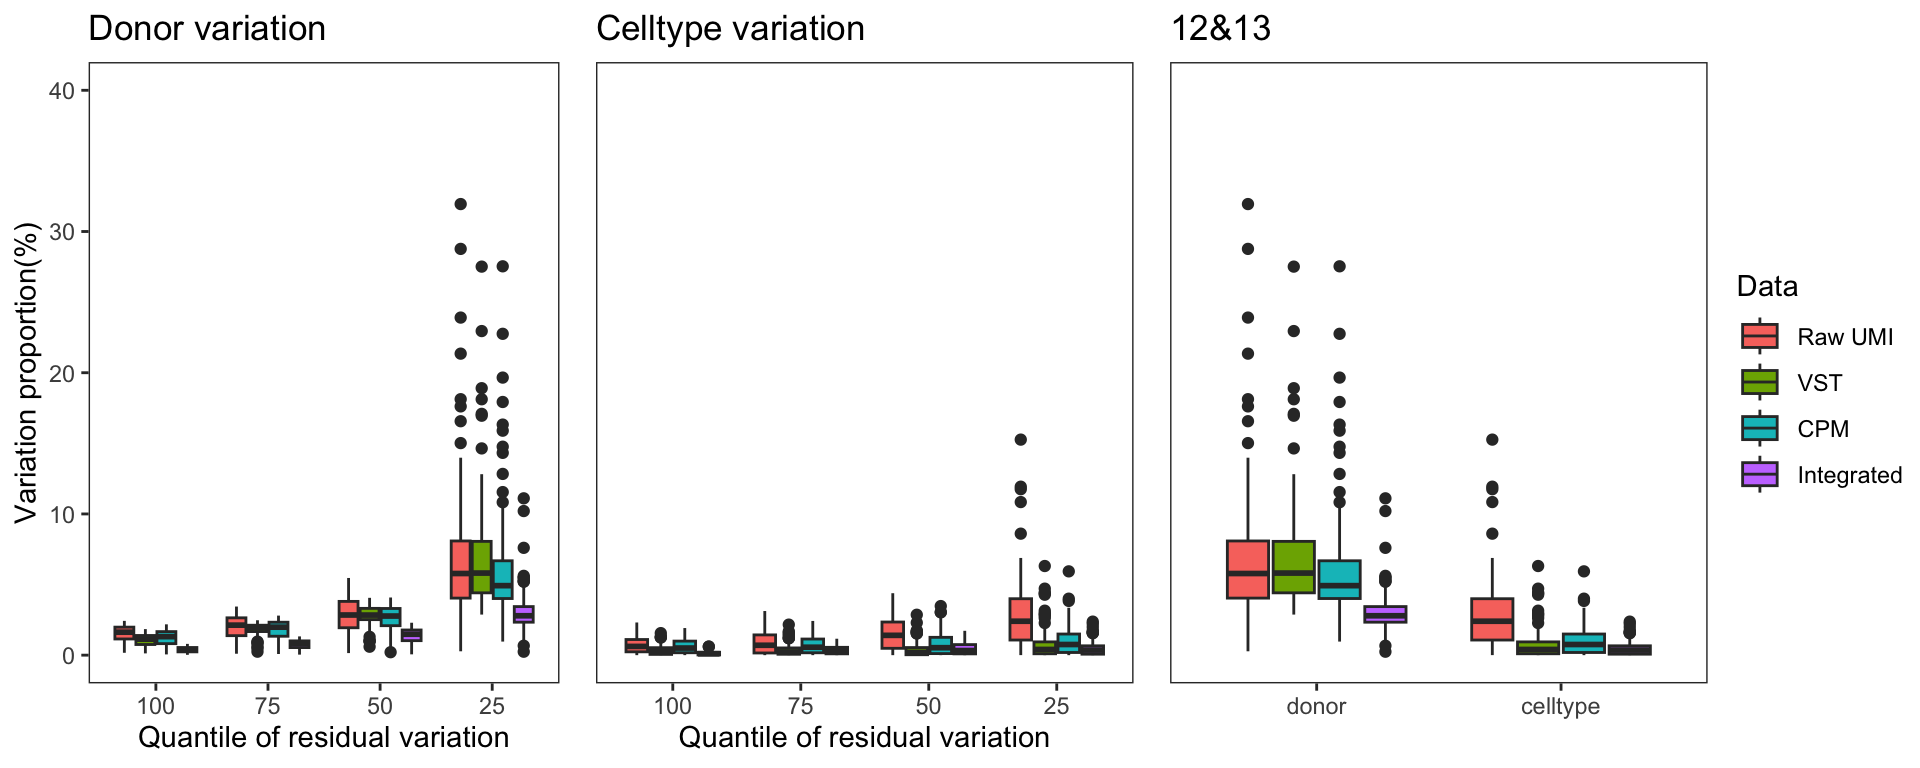 Donor variation
Celltype variation
12&13
Variation proportion(%)
40
30
20
10
0
100 75 50 25
Quantile of residual variation
100 75 50 25
Quantile of residual variation
donor celltype
Data
Raw UMI
VST
CPM
Integrated